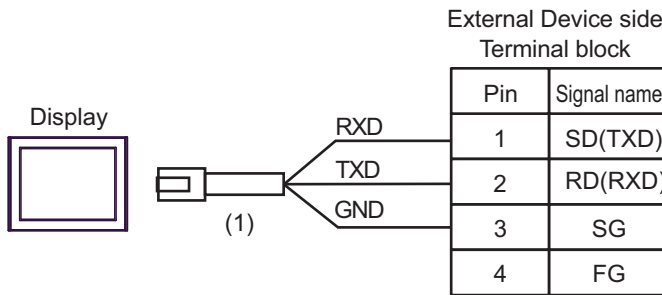 External Device side
Terminal block
Pin Signal name
Display
RXD 1 SD(TXD)
TXD 2 RD(RXD)
GND 3 SG
(1)
4 FG